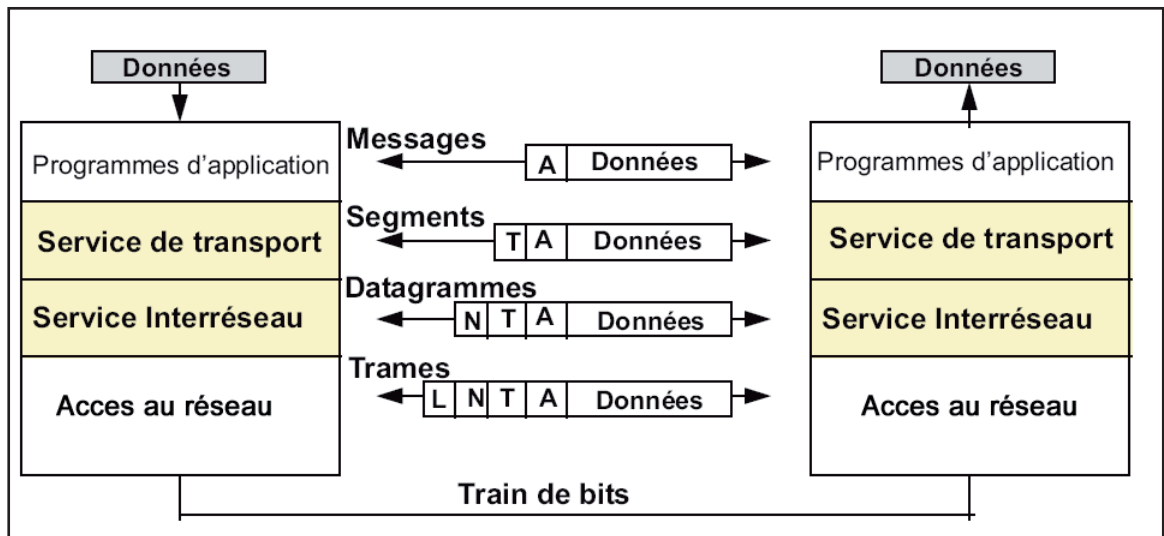 Données
Données
Programmes d'application
Messages
A Données
Programmes d'application
Service de transport
Segments
T A Données
Service de transport
Service Interréseau
Datagrammes
N T A Données
Service Interréseau
Acces au réseau
Trames
L N T A Données
Acces au réseau
Train de bits